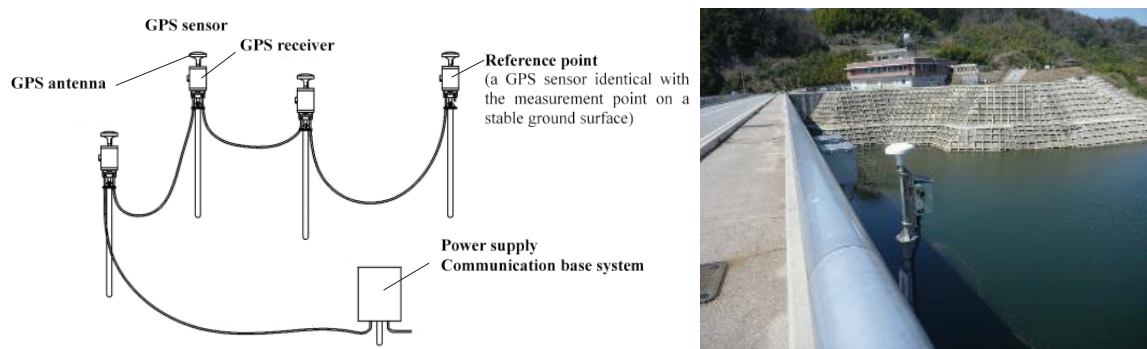 GPS sensor
GPS receiver
GPS antenna
Reference point
(a GPS sensor identical with
the measurement point on a
stable ground surface)
Power supply
Communication base system